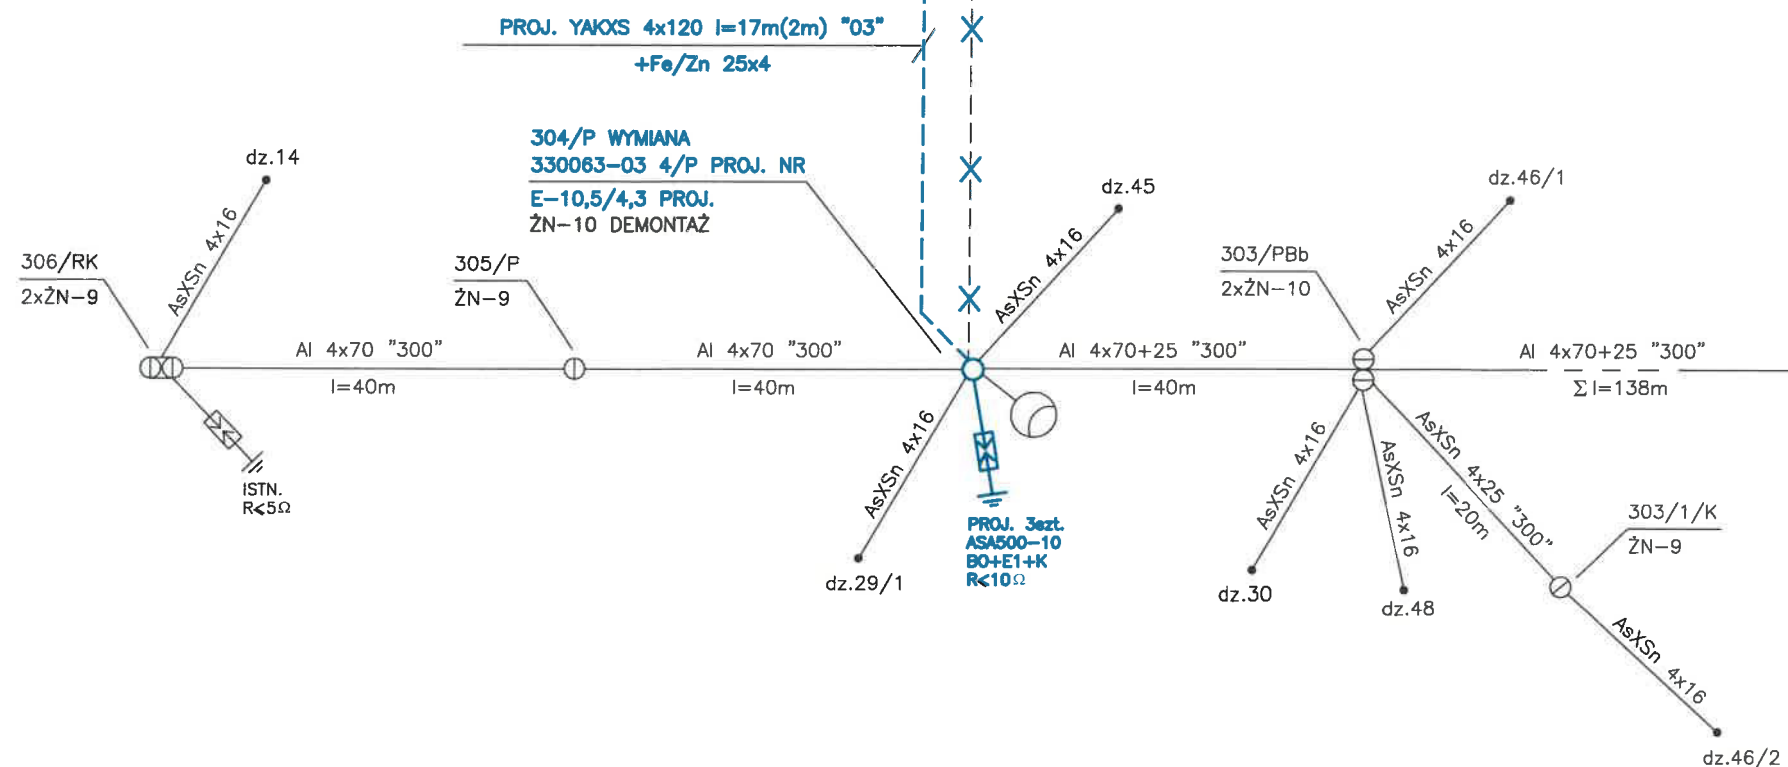 PROJ. YAKXS 4x120 l=17m(2m) "03"
+Fe/Zn 25x4
304/P WYMIANA
330063-03 4/P PROJ. NR
E-10,5/4,3 PROJ.
ŻN-10 DEMONTAŻ
dz.14
AsXSn 4x16
306/RK
2xŻN-9
305/P
ŻN-9
dz.45
AsXSn 4x16
dz.46/1
AsXSn 4x16
303/PBb
2xŻN-10
Al 4x70 "300"
l=40m
Al 4x70 "300"
l=40m
Al 4x70+25 "300"
l=40m
Al 4x70+25 "300"
Σ l=138m
ISTN.
R<5Ω
AsXSn 4x16
dz.29/1
PROJ. 3szt.
ASA500-10
BO+E1+K
R<10Ω
AsXSn 4x16
dz.30
AsXSn 4x16
dz.48
AsXSn 4x25 "300"
l=20m
303/1/K
ŻN-9
AsXSn 4x16
dz.46/2